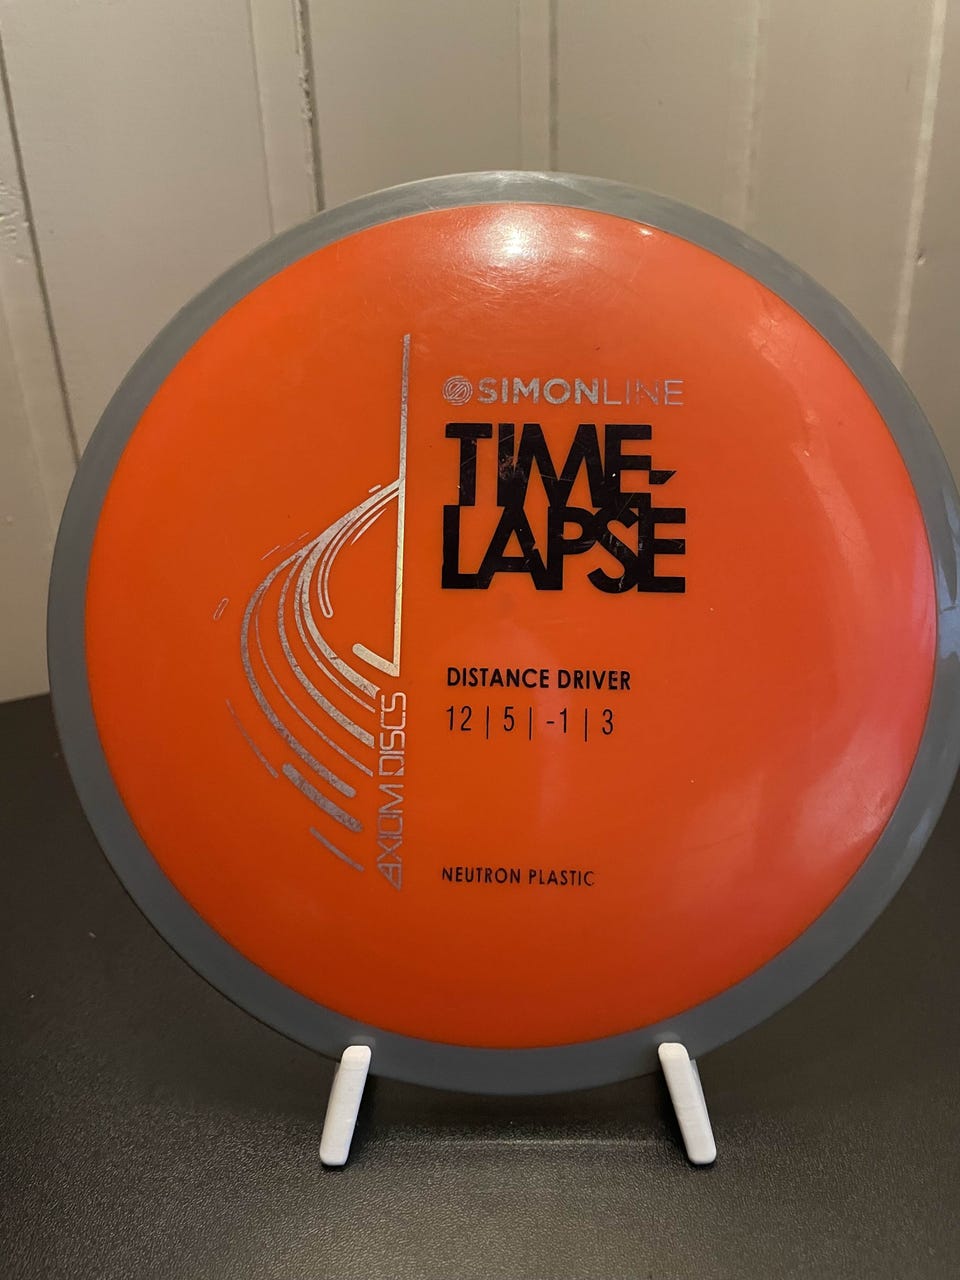 SIMONLINE
TIME-
LAPSE
DISTANCE DRIVER
12 | 5 | -1 | 3
AXIOM DISCS
NEUTRON PLASTIC